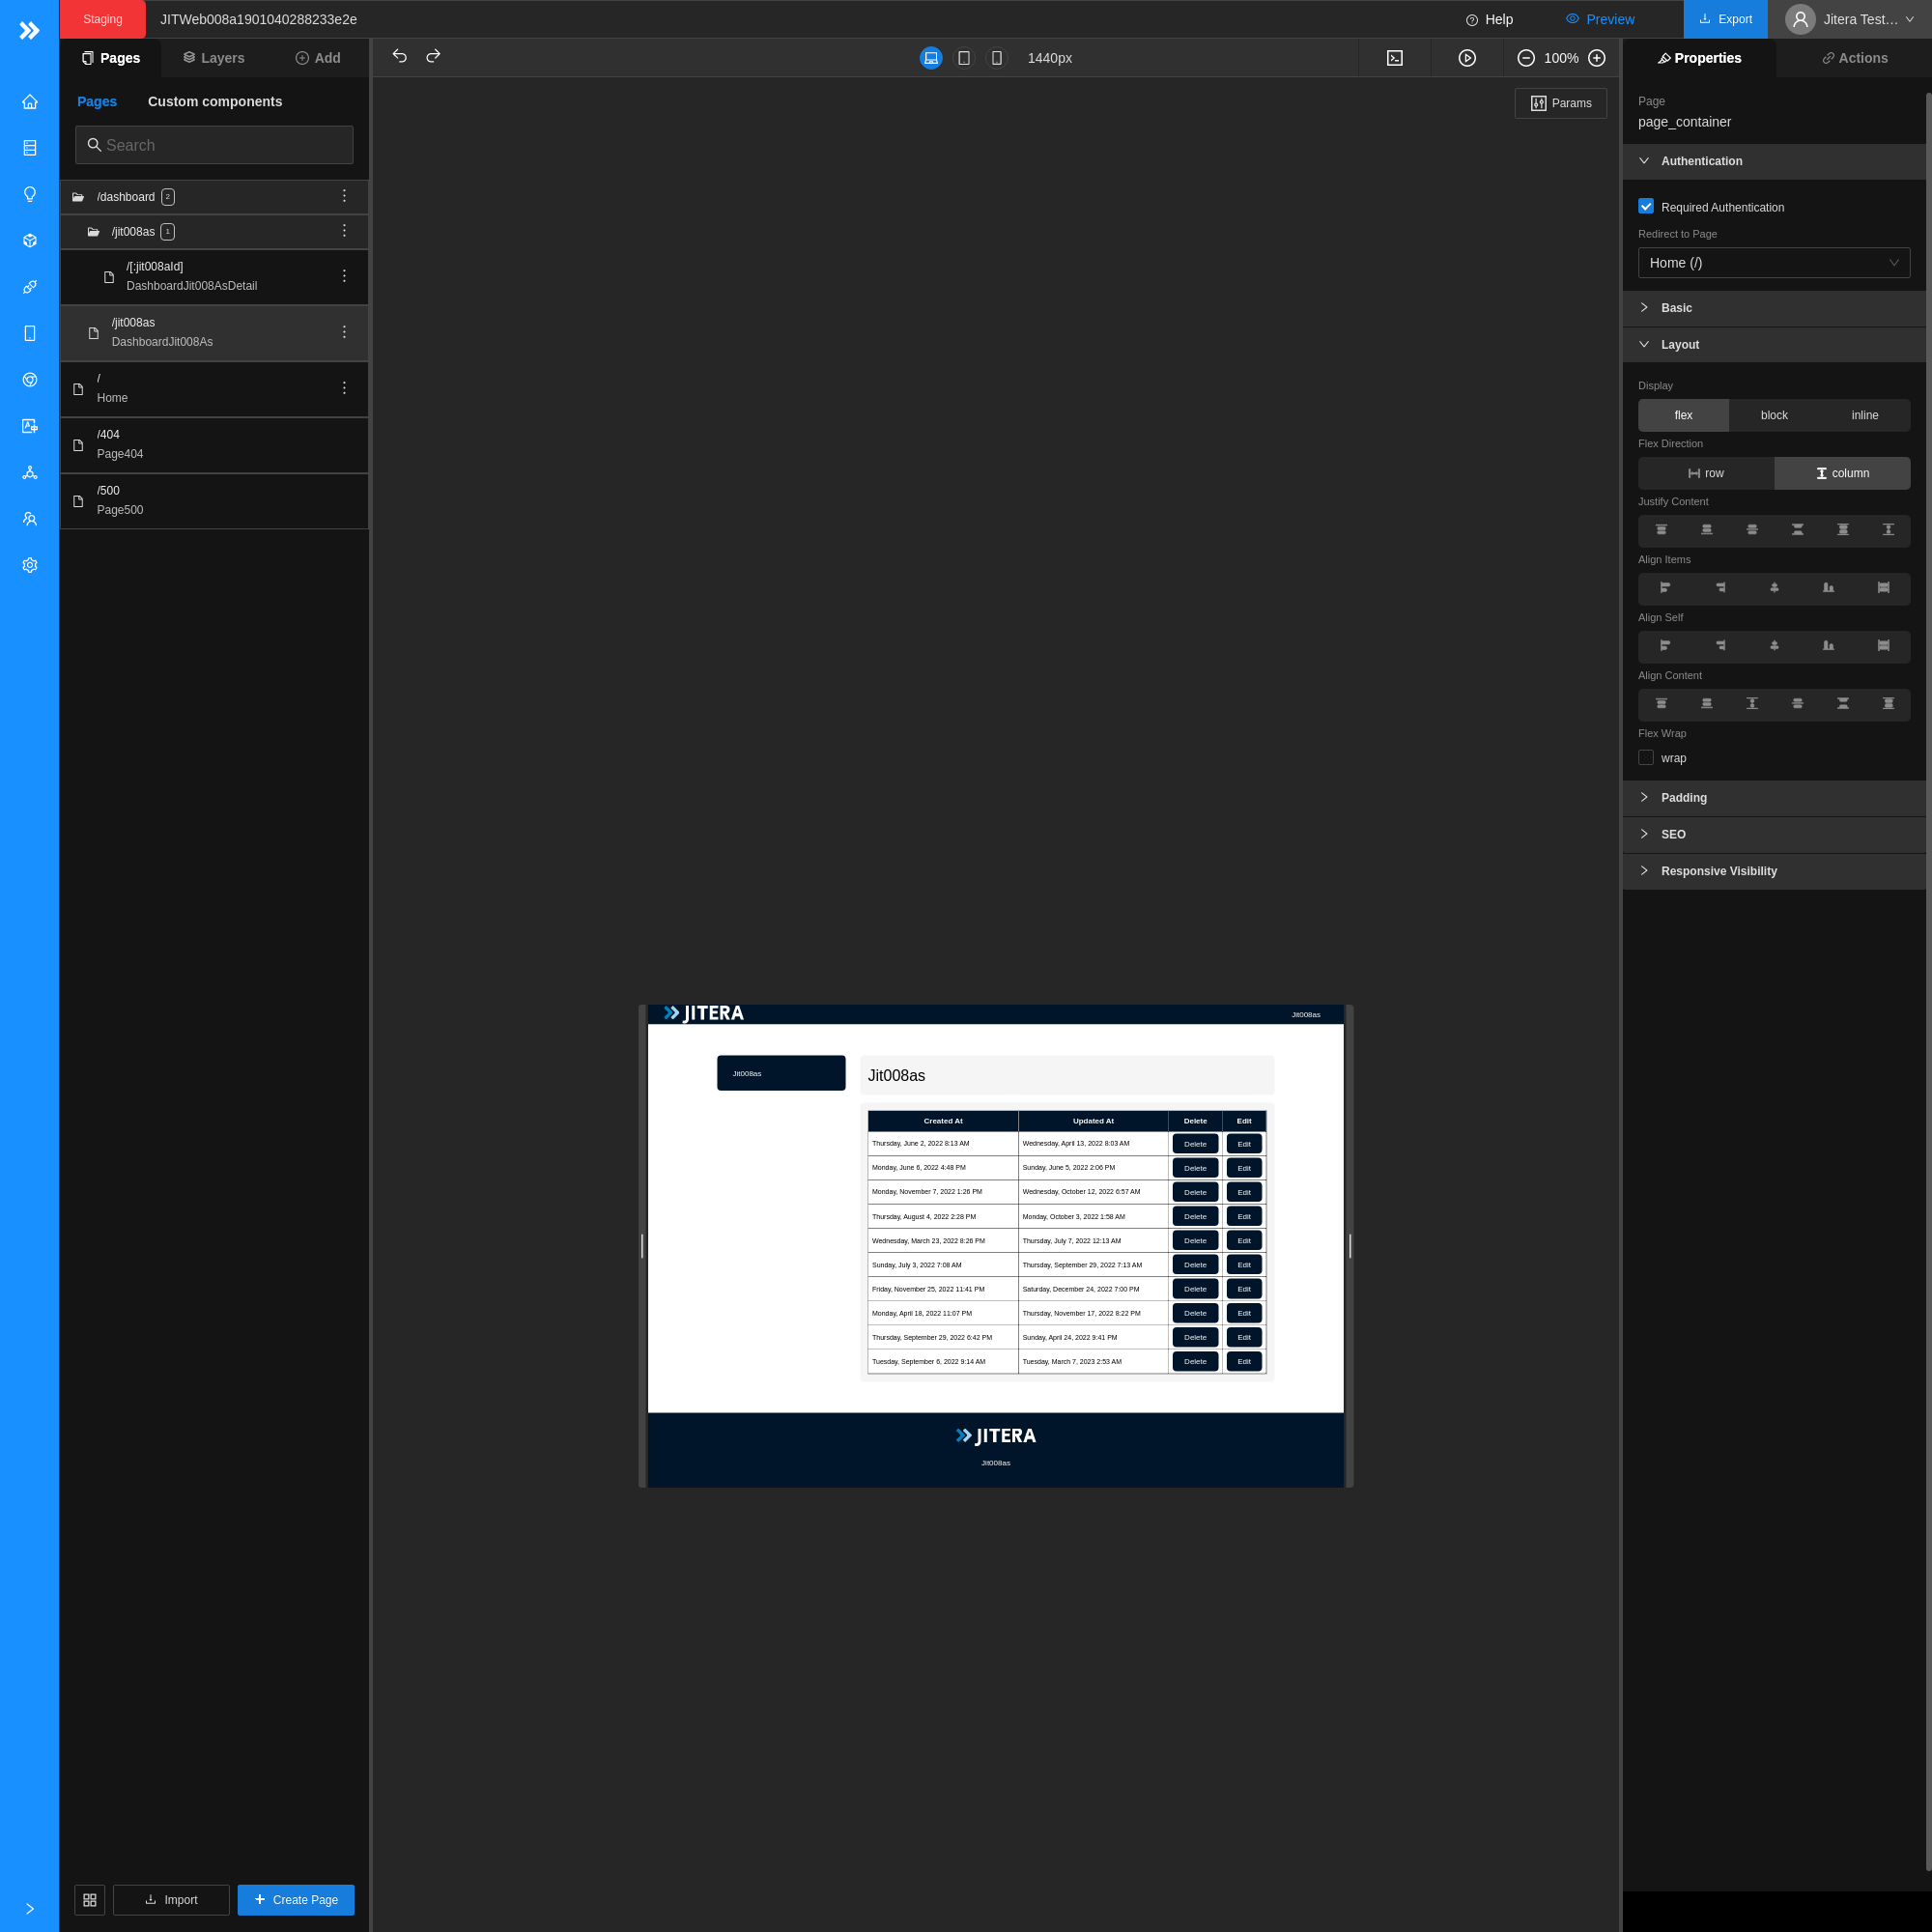 Staging
JITWeb008a1901040288233e2e
Help
Preview
Export
Jitera Test…
Pages
Layers
Add
1440px
100%
Properties
Actions
Pages
Custom components
Search
/dashboard 2
/jit008as 1
/[:jit008aId]
DashboardJit008AsDetail
/jit008as
DashboardJit008As
/
Home
/404
Page404
/500
Page500
Import
Create Page
Params
JITERA
Jit008as
Jit008as
Jit008as
Created At Updated At Delete Edit
Thursday, June 2, 2022 8:13 AM Wednesday, April 13, 2022 8:03 AM Delete Edit
Monday, June 6, 2022 4:48 PM Sunday, June 5, 2022 2:06 PM Delete Edit
Monday, November 7, 2022 1:26 PM Wednesday, October 12, 2022 6:57 AM Delete Edit
Thursday, August 4, 2022 2:28 PM Monday, October 3, 2022 1:58 AM Delete Edit
Wednesday, March 23, 2022 8:26 PM Thursday, July 7, 2022 12:13 AM Delete Edit
Sunday, July 3, 2022 7:08 AM Thursday, September 29, 2022 7:13 AM Delete Edit
Friday, November 25, 2022 11:41 PM Saturday, December 24, 2022 7:00 PM Delete Edit
Monday, April 18, 2022 11:07 PM Thursday, November 17, 2022 8:22 PM Delete Edit
Thursday, September 29, 2022 6:42 PM Sunday, April 24, 2022 9:41 PM Delete Edit
Tuesday, September 6, 2022 9:14 AM Tuesday, March 7, 2023 2:53 AM Delete Edit
JITERA
Jit008as
Page
page_container
Authentication
Required Authentication
Redirect to Page
Home (/)
Basic
Layout
Display
flex block inline
Flex Direction
row column
Justify Content
Align Items
Align Self
Align Content
Flex Wrap
wrap
Padding
SEO
Responsive Visibility